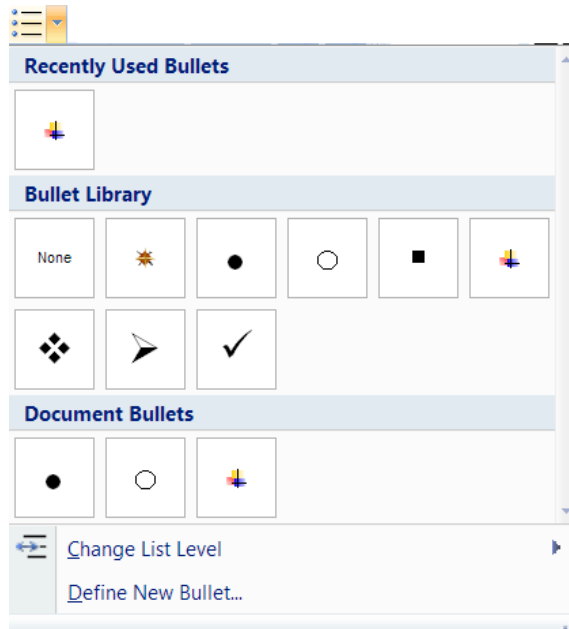 Recently Used Bullets
Bullet Library
None
Document Bullets
Change List Level
Define New Bullet...